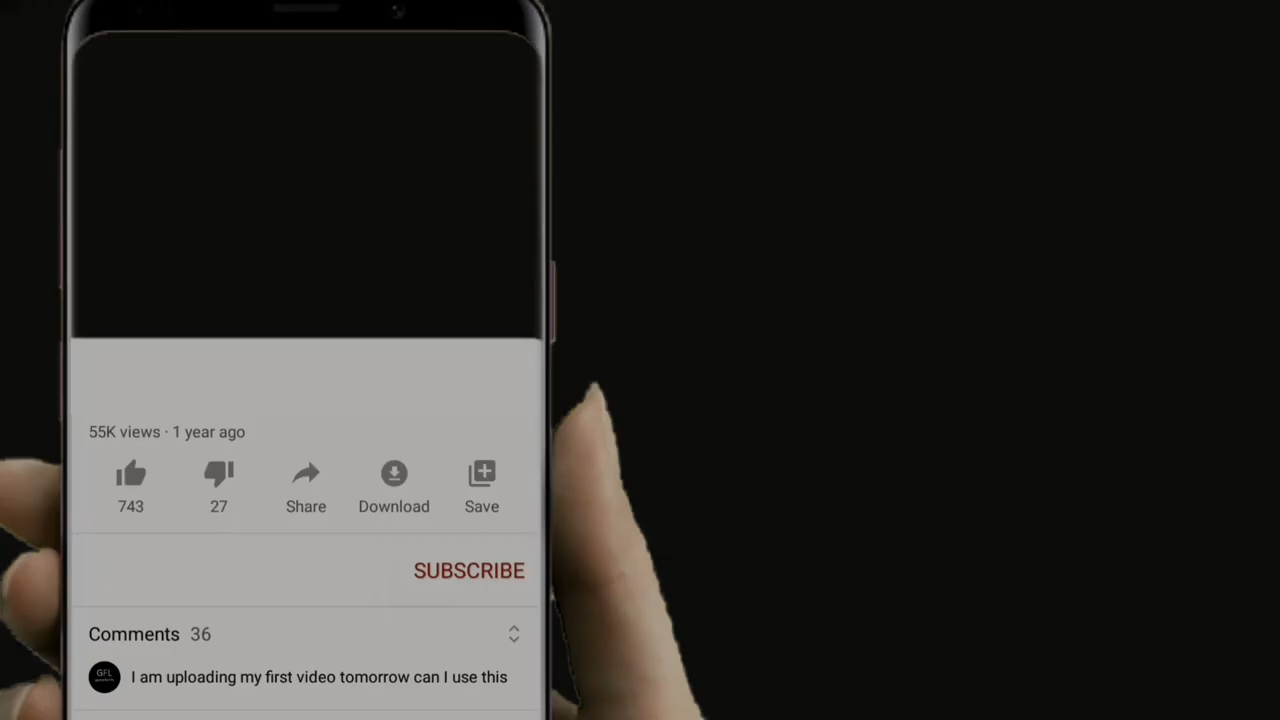 55K views · 1 year ago
743 27 Share Download Save
SUBSCRIBE
Comments 36
GFL
I am uploading my first video tomorrow can I use this